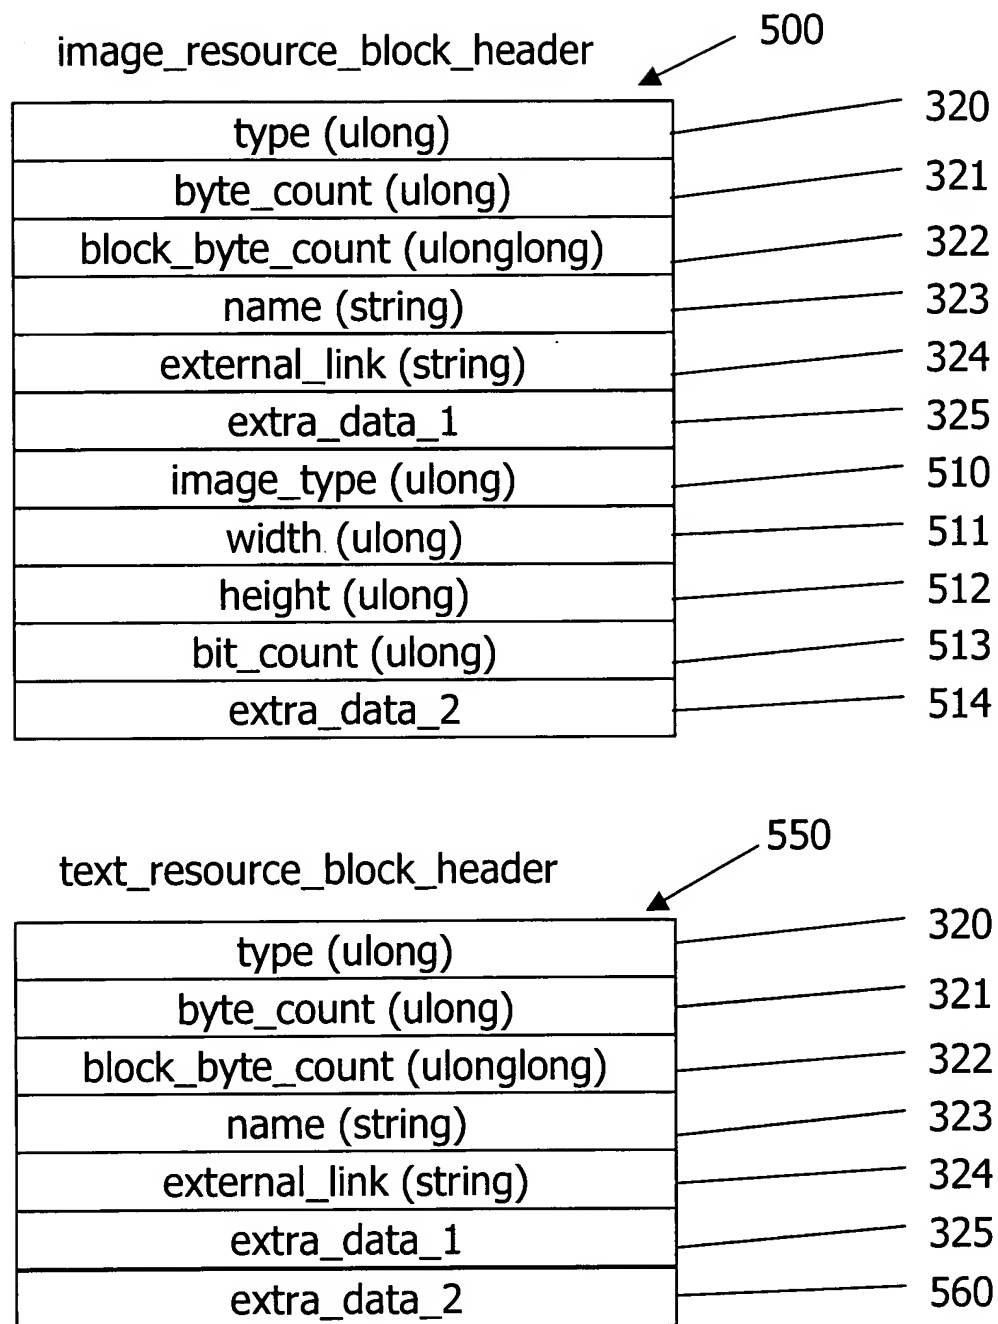 image_resource_block_header 500
type (ulong) 320
byte_count (ulong) 321
block_byte_count (ulonglong) 322
name (string) 323
external_link (string) 324
extra_data_1 325
image_type (ulong) 510
width (ulong) 511
height (ulong) 512
bit_count (ulong) 513
extra_data_2 514
text_resource_block_header 550
type (ulong) 320
byte_count (ulong) 321
block_byte_count (ulonglong) 322
name (string) 323
external_link (string) 324
extra_data_1 325
extra_data_2 560